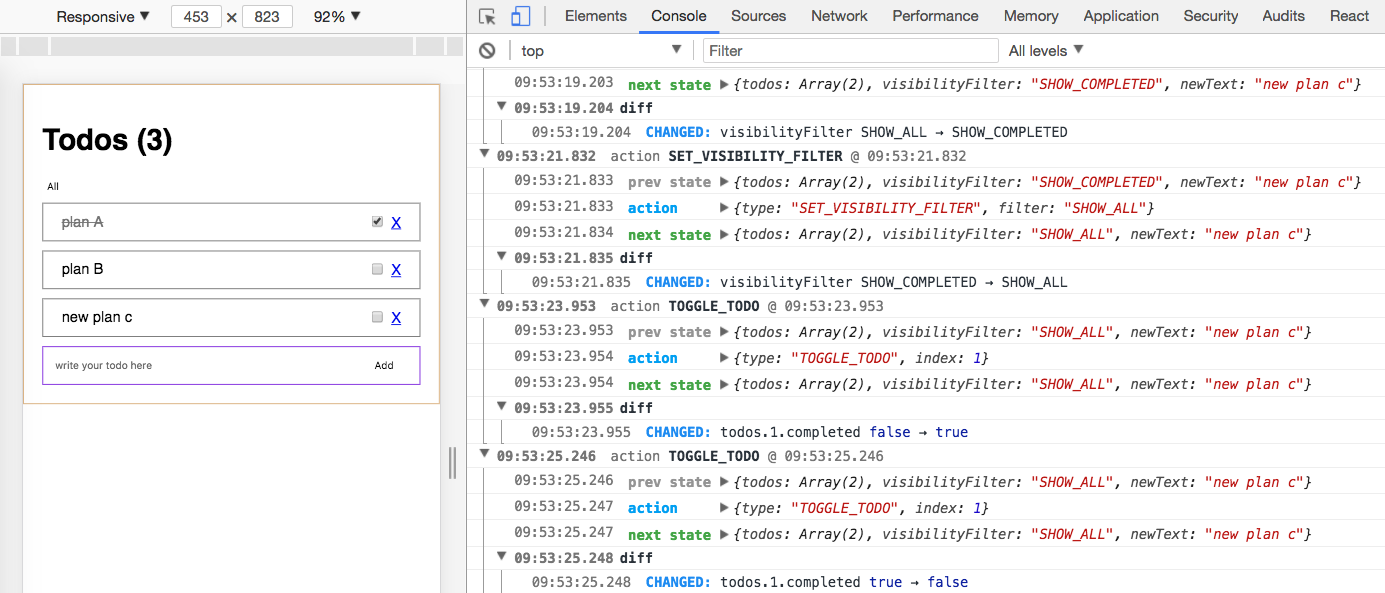 Responsive ▼ 453 × 823 92% ▼
Elements Console Sources Network Performance Memory Application Security Audits React
top ▼ Filter All levels ▼
Todos (3)
All
plan A X
plan B X
new plan c X
write your todo here Add
09:53:19.203 next state ▶{todos: Array(2), visibilityFilter: "SHOW_COMPLETED", newText: "new plan c"}
▼ 09:53:19.204 diff
09:53:19.204 CHANGED: visibilityFilter SHOW_ALL → SHOW_COMPLETED
▼ 09:53:21.832 action SET_VISIBILITY_FILTER @ 09:53:21.832
09:53:21.833 prev state ▶{todos: Array(2), visibilityFilter: "SHOW_COMPLETED", newText: "new plan c"}
09:53:21.833 action ▶{type: "SET_VISIBILITY_FILTER", filter: "SHOW_ALL"}
09:53:21.834 next state ▶{todos: Array(2), visibilityFilter: "SHOW_ALL", newText: "new plan c"}
▼ 09:53:21.835 diff
09:53:21.835 CHANGED: visibilityFilter SHOW_COMPLETED → SHOW_ALL
▼ 09:53:23.953 action TOGGLE_TODO @ 09:53:23.953
09:53:23.953 prev state ▶{todos: Array(2), visibilityFilter: "SHOW_ALL", newText: "new plan c"}
09:53:23.954 action ▶{type: "TOGGLE_TODO", index: 1}
09:53:23.954 next state ▶{todos: Array(2), visibilityFilter: "SHOW_ALL", newText: "new plan c"}
▼ 09:53:23.955 diff
09:53:23.955 CHANGED: todos.1.completed false → true
▼ 09:53:25.246 action TOGGLE_TODO @ 09:53:25.246
09:53:25.246 prev state ▶{todos: Array(2), visibilityFilter: "SHOW_ALL", newText: "new plan c"}
09:53:25.247 action ▶{type: "TOGGLE_TODO", index: 1}
09:53:25.247 next state ▶{todos: Array(2), visibilityFilter: "SHOW_ALL", newText: "new plan c"}
▼ 09:53:25.248 diff
09:53:25.248 CHANGED: todos.1.completed true → false